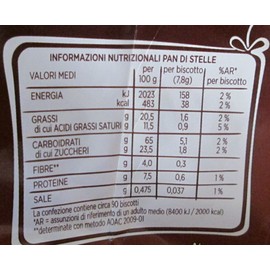 INFORMAZIONI NUTRIZIONALI PAN DI STELLE
VALORI MEDI per 100 g per biscotto (7.8g) %AR* per biscotto
ENERGIA kJ 2023 158 2 %
kcal 483 38 2 %
GRASSI g 20,5 1,6 2 %
di cui ACIDI GRASSI SATURI g 11,5 0,9 5 %
CARBOIDRATI g 65 5,1 2 %
di cui ZUCCHERI g 23,5 1,8 2 %
FIBRE** g 4,0 0,3
PROTEINE g 7,5 0,6 1 %
SALE g 0,475 0,037 1 %
La confezione contiene circa 90 biscotti
*AR = assunzioni di riferimento di un adulto medio (8400 kJ / 2000 kcal)
**determinate con metodo AOAC 2009-01